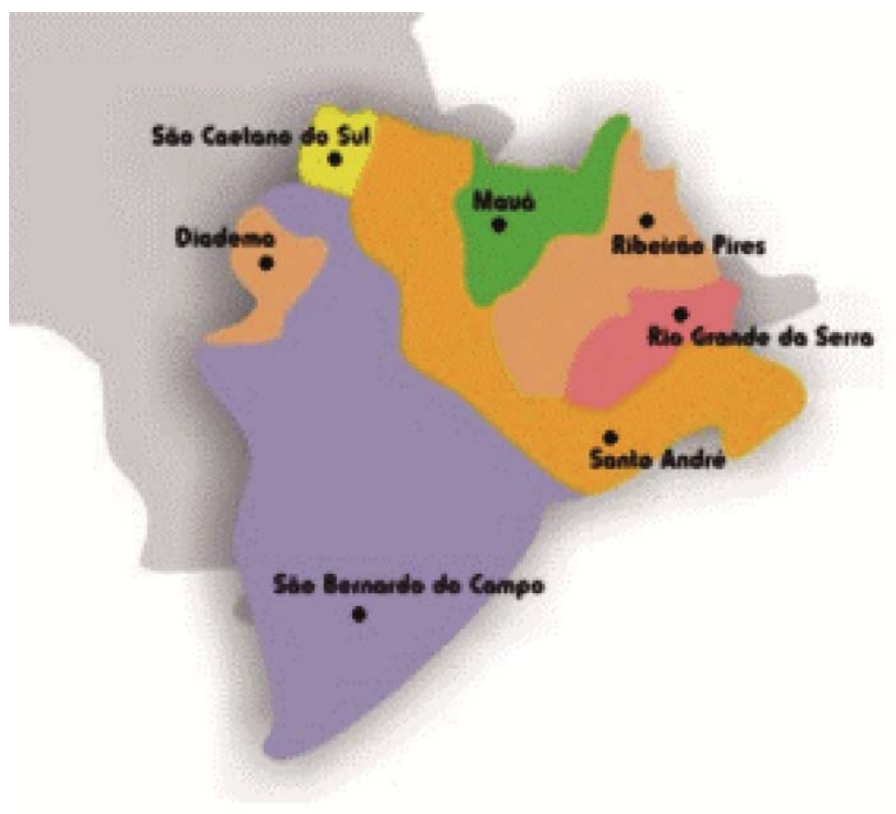 São Caetano do Sul
Mauá
Diadema
Ribeirão Pires
Rio Grande da Serra
Santo André
São Bernardo do Campo